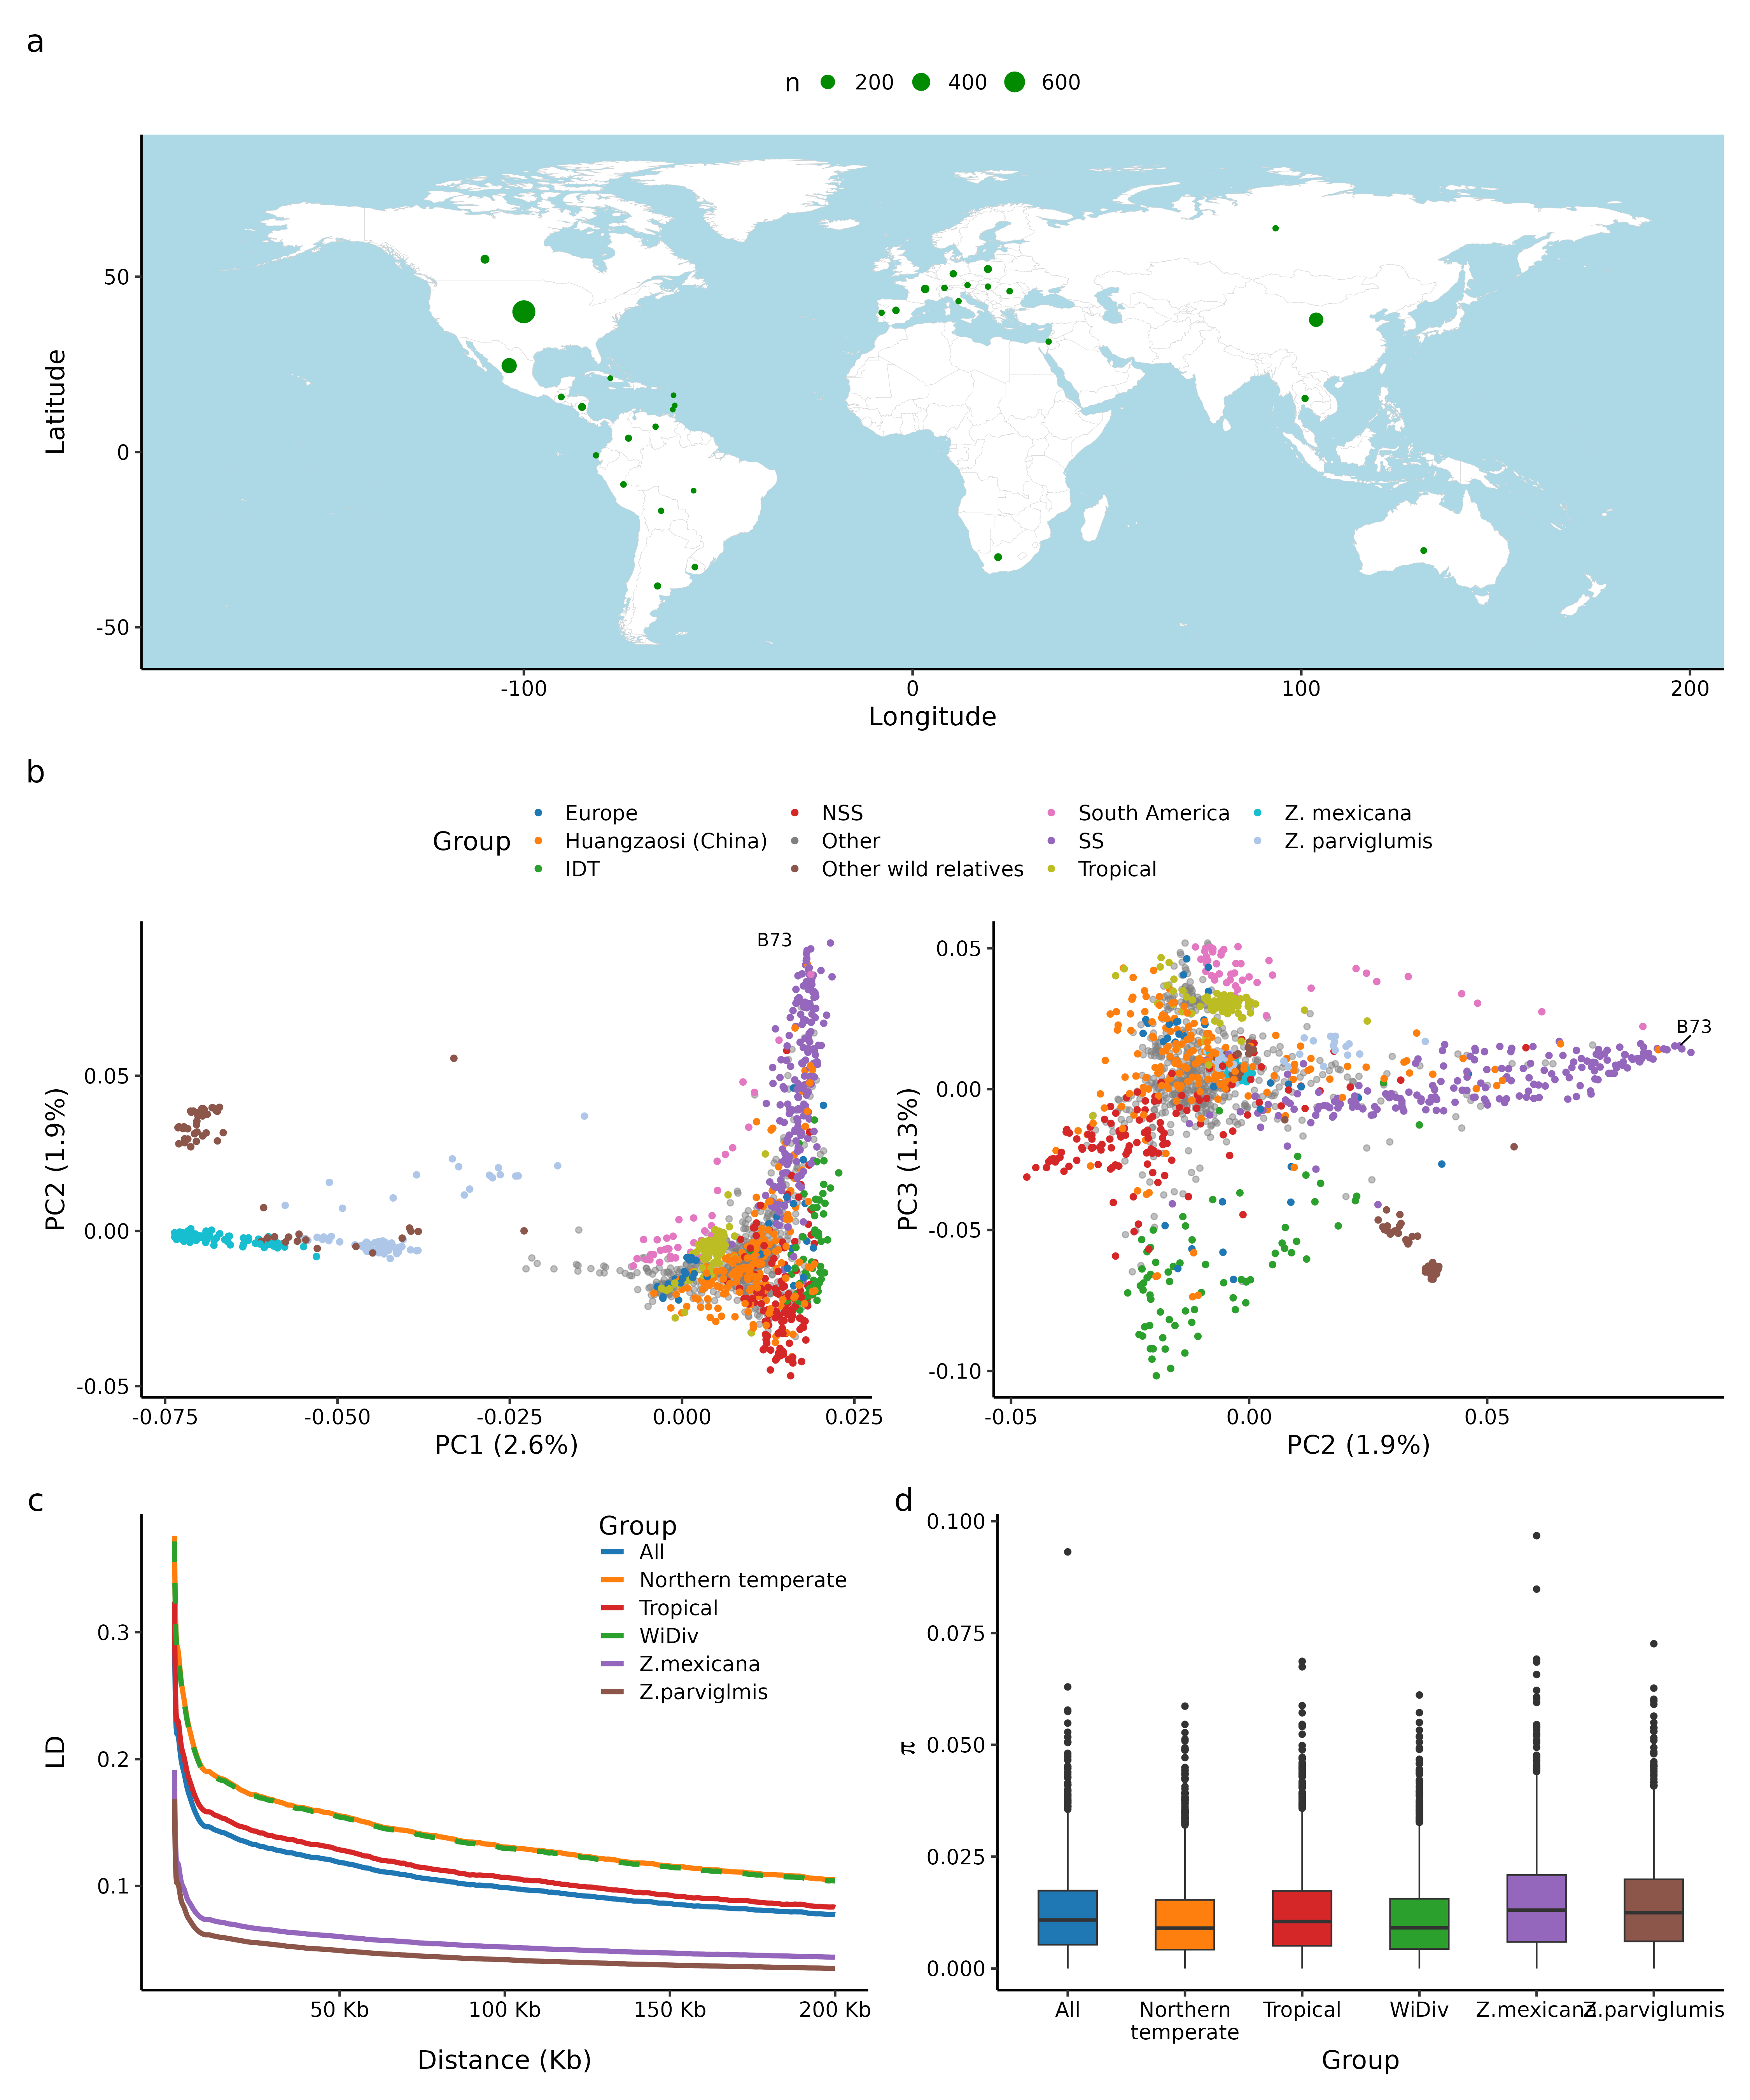 a
n 200 400 600
50
0
-50
Latitude
-100 0 100 200
Longitude
b
Group
Europe NSS South America Z. mexicana
Huangzaosi (China) Other SS Z. parviglumis
IDT Other wild relatives Tropical
B73
0.05
0.00
-0.05
PC2 (1.9%)
-0.075 -0.050 -0.025 0.000 0.025
PC1 (2.6%)
B73
0.05
0.00
-0.05
-0.10
PC3 (1.3%)
-0.05 0.00 0.05
PC2 (1.9%)
c
Group
All
Northern temperate
Tropical
WiDiv
Z.mexicana
Z.parviglmis
0.3
0.2
0.1
LD
50 Kb 100 Kb 150 Kb 200 Kb
Distance (Kb)
d
0.100
0.075
0.050
0.025
0.000
π
All Northern temperate Tropical WiDiv Z.mexicana Z.parviglumis
Group